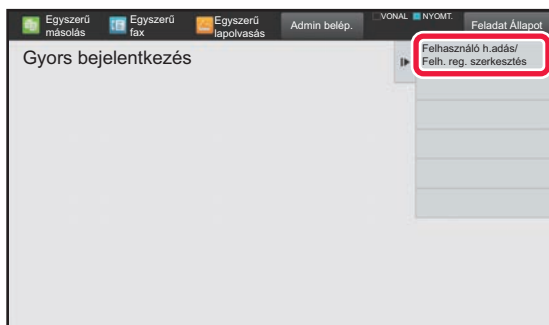 Egyszerű
másolás
Egyszerű
fax
Egyszerű
lapolvasás
Admin belép.
VONAL
NYOMT.
Feladat Állapot
Gyors bejelentkezés
Felhasználó h.adás/
Felh. reg. szerkesztés